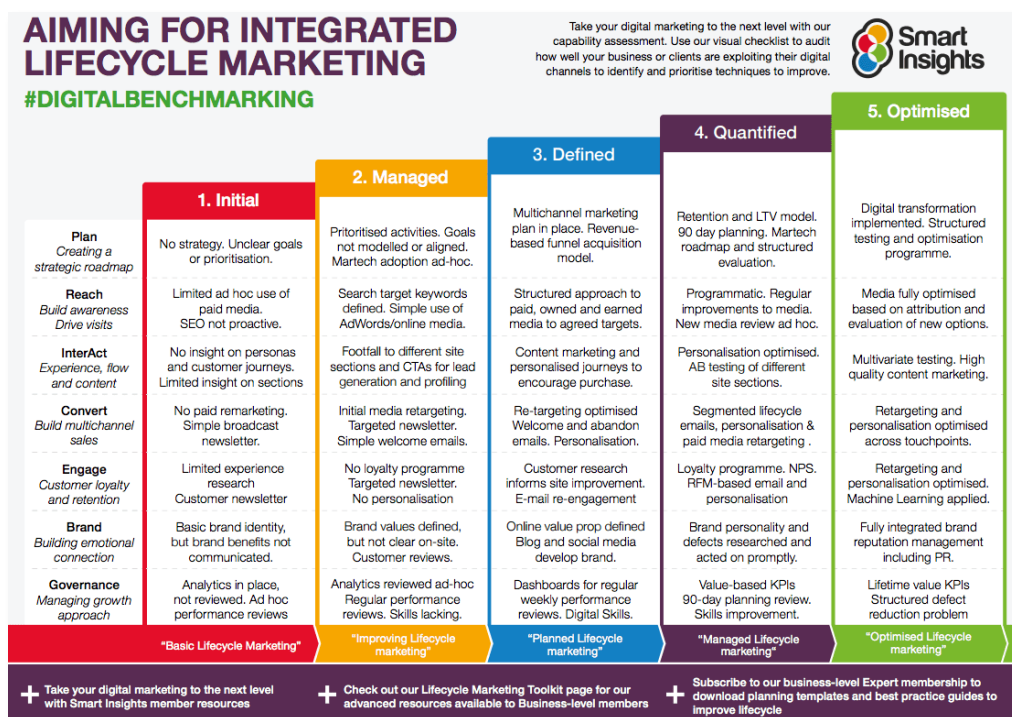 AIMING FOR INTEGRATED
LIFECYCLE MARKETING
#DIGITALBENCHMARKING
Take your digital marketing to the next level with our
capability assessment. Use our visual checklist to audit
how well your business or clients are exploiting their digital
channels to identify and prioritise techniques to improve.
Smart
Insights
1. Initial
2. Managed
3. Defined
4. Quantified
5. Optimised
Plan
Creating a
strategic roadmap
No strategy. Unclear goals
or prioritisation.
Pritoritised activities. Goals
not modelled or aligned.
Martech adoption ad-hoc.
Multichannel marketing
plan in place. Revenue-
based funnel acquisition
model.
Retention and LTV model.
90 day planning. Martech
roadmap and structured
evaluation.
Digital transformation
implemented. Structured
testing and optimisation
programme.
Reach
Build awareness
Drive visits
Limited ad hoc use of
paid media.
SEO not proactive.
Search target keywords
defined. Simple use of
AdWords/online media.
Structured approach to
paid, owned and earned
media to agreed targets.
Programmatic. Regular
improvements to media.
New media review ad hoc.
Media fully optimised
based on attribution and
evaluation of new options.
InterAct
Experience, flow
and content
No insight on personas
and customer journeys.
Limited insight on sections
Footfall to different site
sections and CTAs for lead
generation and profiling
Content marketing and
personalised journeys to
encourage purchase.
Personalisation optimised.
AB testing of different
site sections.
Multivariate testing. High
quality content marketing.
Convert
Build multichannel
sales
No paid remarketing.
Simple broadcast
newsletter.
Initial media retargeting.
Targeted newsletter.
Simple welcome emails.
Re-targeting optimised
Welcome and abandon
emails. Personalisation.
Segmented lifecycle
emails, personalisation &
paid media retargeting .
Retargeting and
personalisation optimised
across touchpoints.
Engage
Customer loyalty
and retention
Limited experience
research
Customer newsletter
No loyalty programme
Targeted newsletter.
No personalisation
Customer research
informs site improvement.
E-mail re-engagement
Loyalty programme. NPS.
RFM-based email and
personalisation
Retargeting and
personalisation optimised.
Machine Learning applied.
Brand
Building emotional
connection
Basic brand identity,
but brand benefits not
communicated.
Brand values defined,
but not clear on-site.
Customer reviews.
Online value prop defined
Blog and social media
develop brand.
Brand personality and
defects researched and
acted on promptly.
Fully integrated brand
reputation management
including PR.
Governance
Managing growth
approach
Analytics in place,
not reviewed. Ad hoc
performance reviews
Analytics reviewed ad-hoc
Regular performance
reviews. Skills lacking.
Dashboards for regular
weekly performance
reviews. Digital Skills.
Value-based KPIs
90-day planning review.
Skills improvement.
Lifetime value KPIs
Structured defect
reduction problem
"Basic Lifecycle Marketing"
"Improving Lifecycle
marketing"
"Planned Lifecycle
marketing"
"Managed Lifecycle
marketing"
"Optimised Lifecycle
marketing"
+ Take your digital marketing to the next level
with Smart Insights member resources
+ Check out our Lifecycle Marketing Toolkit page for our
advanced resources available to Business-level members
+ Subscribe to our business-level Expert membership to
download planning templates and best practice guides to
improve lifecycle